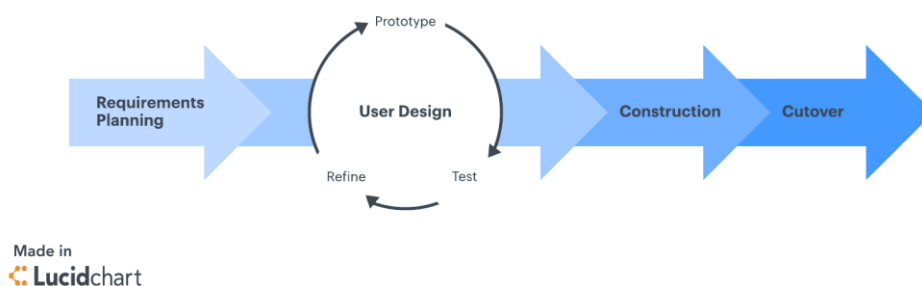 Prototype
Requirements
Planning
User Design
Construction
Cutover
Refine
Test
Made in
Lucidchart